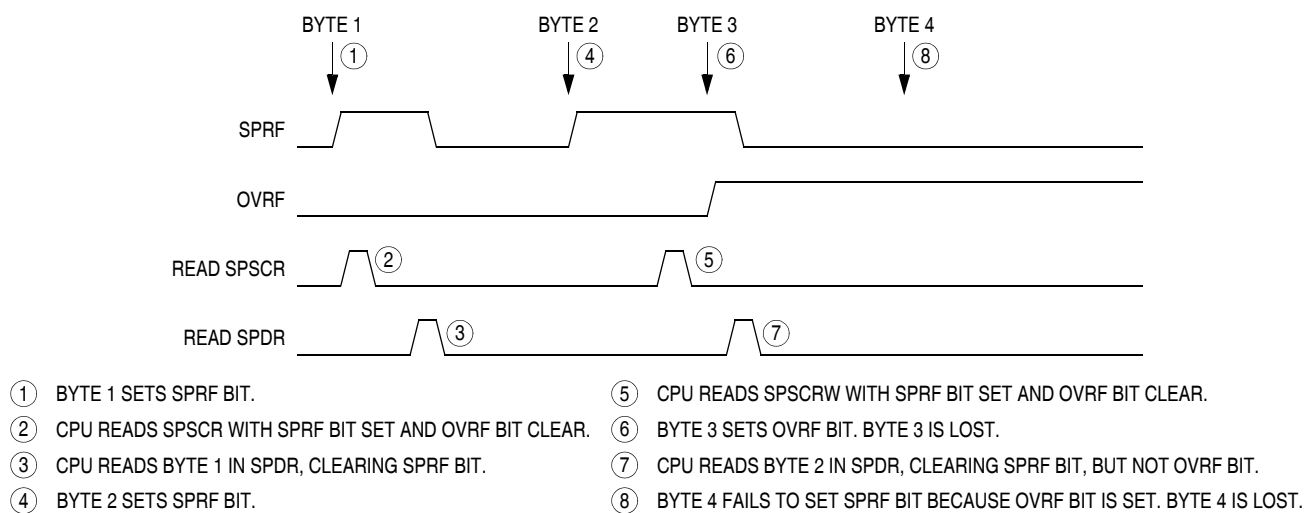 BYTE 1 BYTE 2 BYTE 3 BYTE 4
1 4 6 8
SPRF
OVRF
READ SPSCR 2 5
READ SPDR 3 7
1 BYTE 1 SETS SPRF BIT.
2 CPU READS SPSCR WITH SPRF BIT SET AND OVRF BIT CLEAR.
3 CPU READS BYTE 1 IN SPDR, CLEARING SPRF BIT.
4 BYTE 2 SETS SPRF BIT.
5 CPU READS SPSCRW WITH SPRF BIT SET AND OVRF BIT CLEAR.
6 BYTE 3 SETS OVRF BIT. BYTE 3 IS LOST.
7 CPU READS BYTE 2 IN SPDR, CLEARING SPRF BIT, BUT NOT OVRF BIT.
8 BYTE 4 FAILS TO SET SPRF BIT BECAUSE OVRF BIT IS SET. BYTE 4 IS LOST.